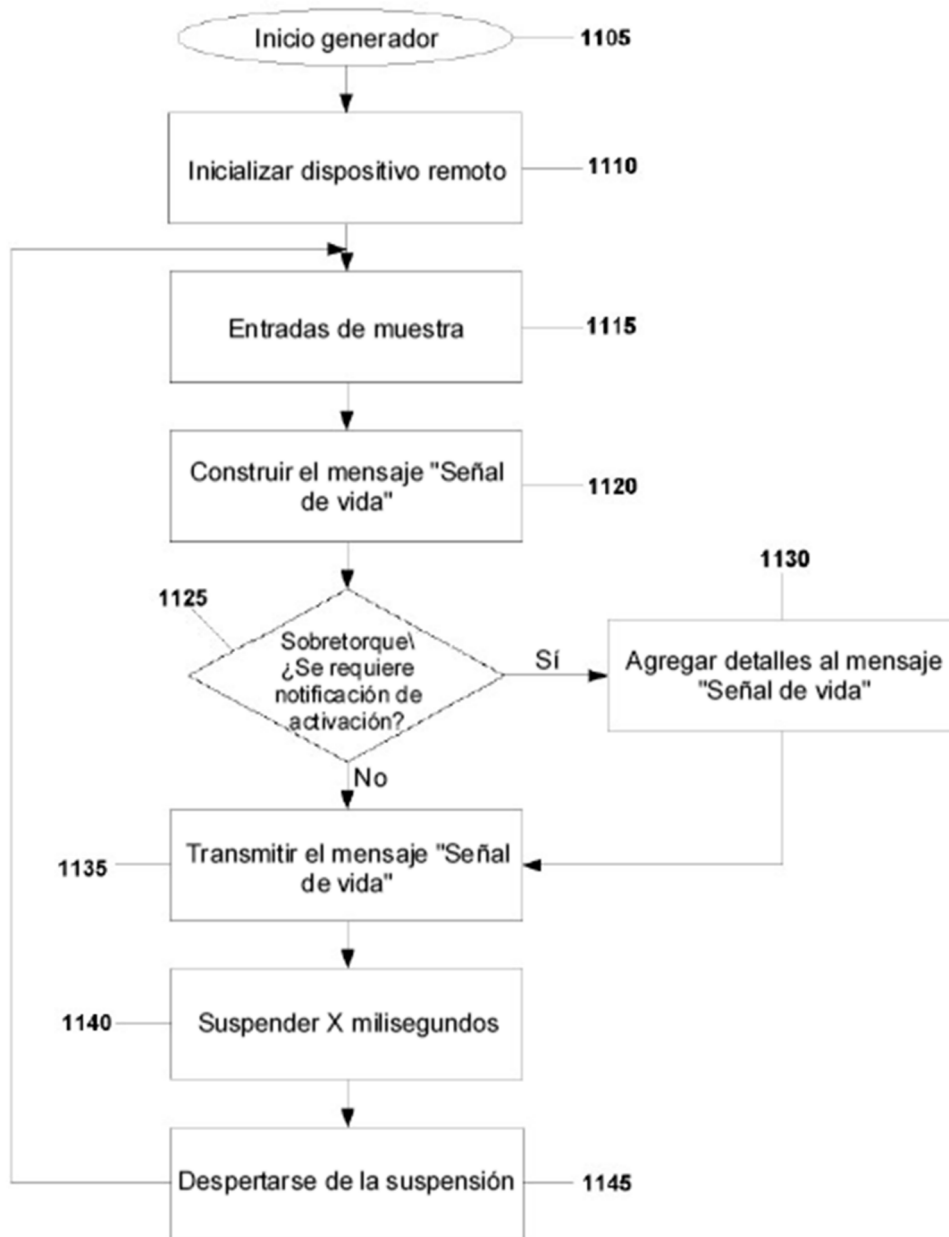 Inicio generador
1105
Inicializar dispositivo remoto
1110
Entradas de muestra
1115
Construir el mensaje "Señal
de vida"
1120
1125
Sobretorque\
¿Se requiere
notificación de
activación?
Sí
No
1130
Agregar detalles al mensaje
"Señal de vida"
Transmitir el mensaje "Señal
de vida"
1135
Suspender X milisegundos
1140
Despertarse de la suspensión
1145